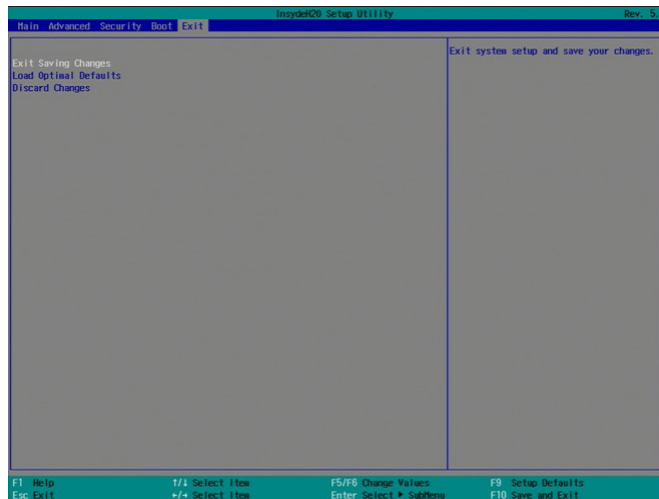 InsydeH20 Setup Utility Rev. 5.
Main Advanced Security Boot Exit
Exit Saving Changes
Load Optimal Defaults
Discard Changes
Exit system setup and save your changes.
F1 Help ↑/↓ Select Item F5/F6 Change Values F9 Setup Defaults
Esc Exit ←/→ Select Item Enter Select ▶ SubMenu F10 Save and Exit